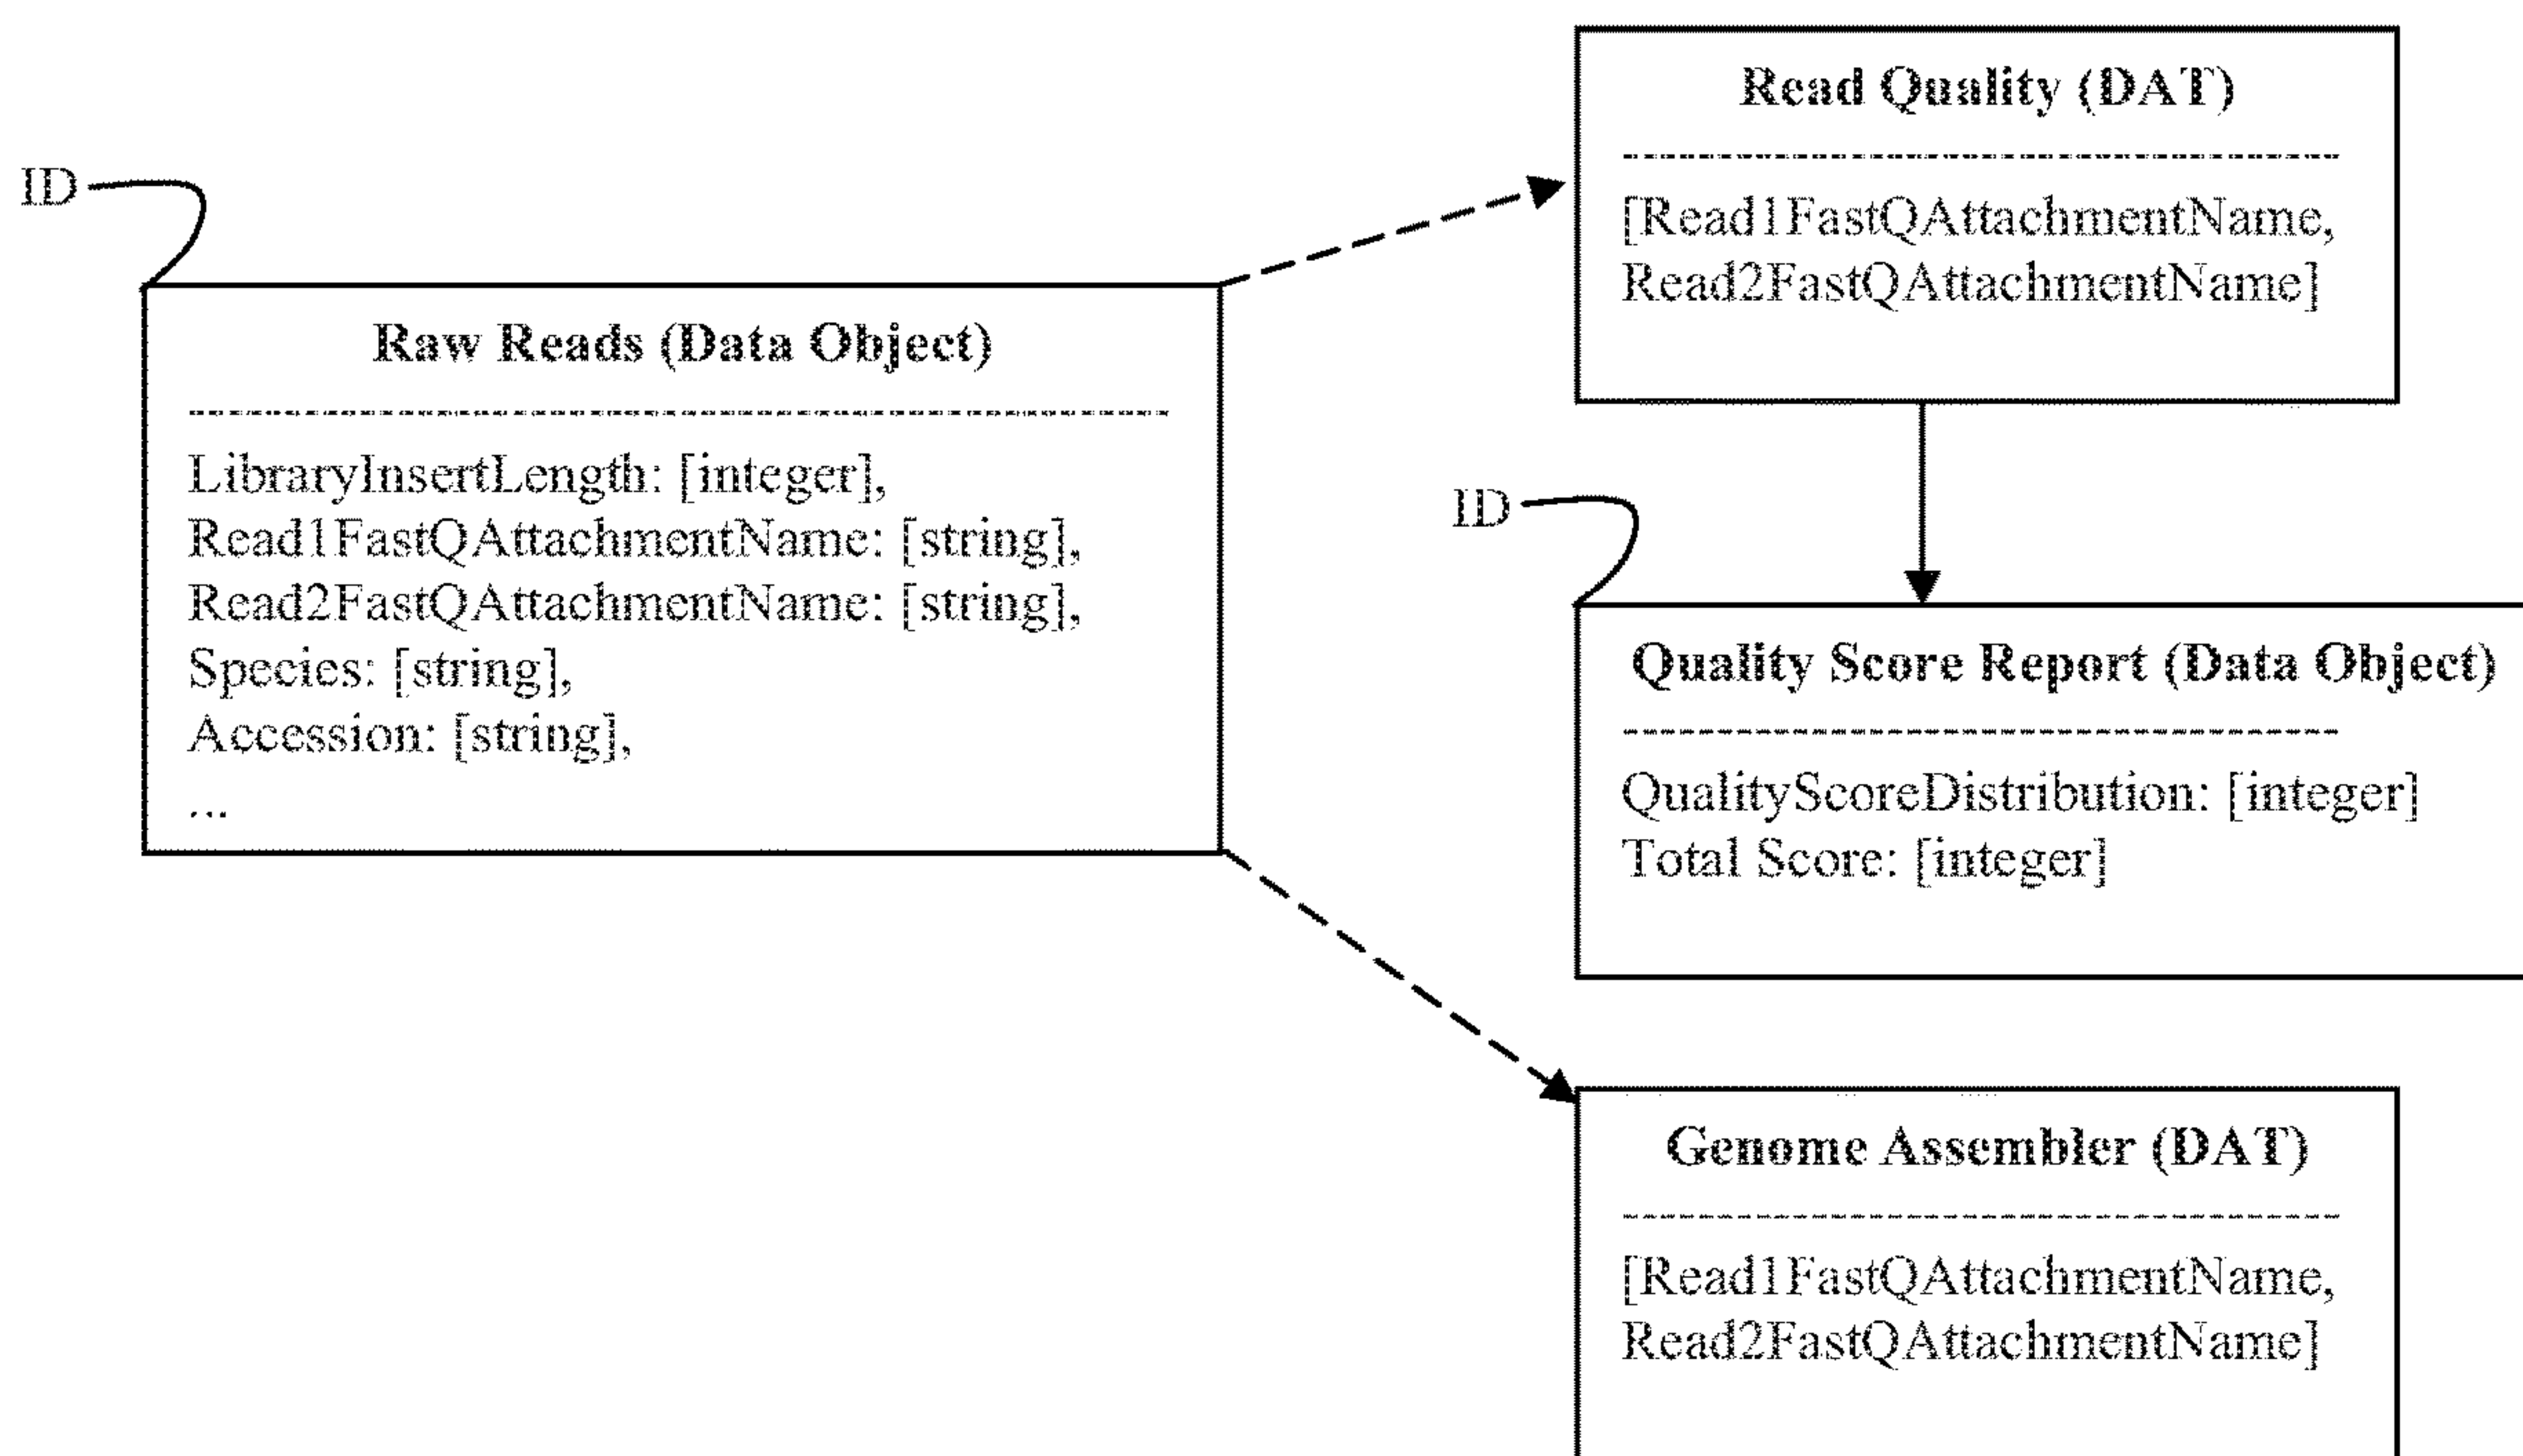 ID
Raw Reads (Data Object)
LibraryInsertLength: [integer],
Read1FastQAttachmentName: [string],
Read2FastQAttachmentName: [string],
Species: [string],
Accession: [string],
...
Read Quality (DAT)
[Read1FastQAttachmentName,
Read2FastQAttachmentName]
ID
Quality Score Report (Data Object)
QualityScoreDistribution: [integer]
Total Score: [integer]
Genome Assembler (DAT)
[Read1FastQAttachmentName,
Read2FastQAttachmentName]